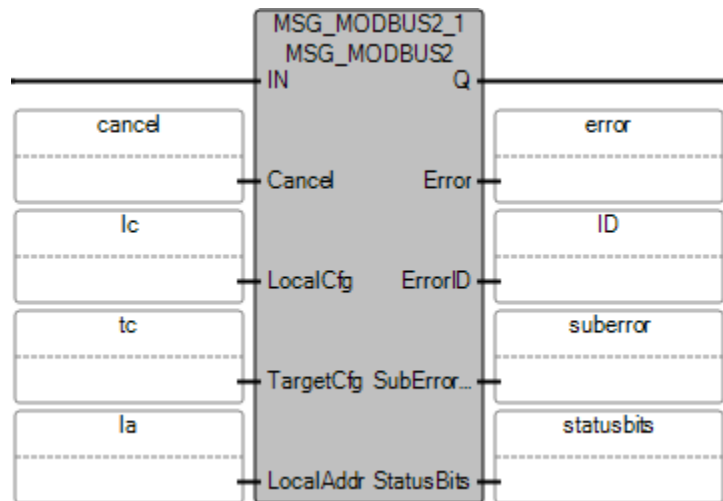 MSG_MODBUS2_1
MSG_MODBUS2
IN Q
cancel error
Cancel Error
lc ID
LocalCfg ErrorID
tc suberror
TargetCfg SubError...
la statusbits
LocalAddr StatusBits